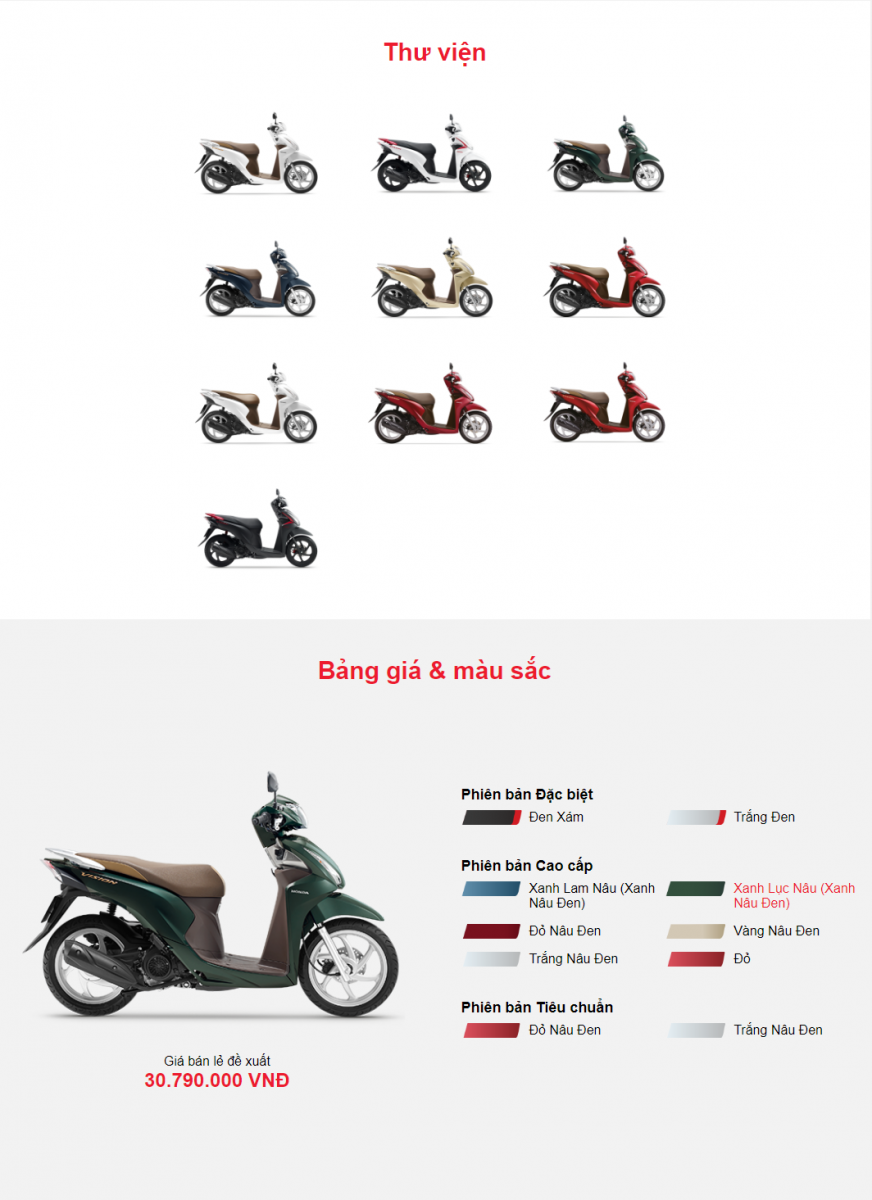 Thư viện
Bảng giá & màu sắc
VISION
HONDA
Giá bán lẻ đề xuất
30.790.000 VNĐ
Phiên bản Đặc biệt
Đen Xám
Trắng Đen
Phiên bản Cao cấp
Xanh Lam Nâu (Xanh
Nâu Đen)
Xanh Lục Nâu (Xanh
Nâu Đen)
Đỏ Nâu Đen
Vàng Nâu Đen
Trắng Nâu Đen
Đỏ
Phiên bản Tiêu chuẩn
Đỏ Nâu Đen
Trắng Nâu Đen